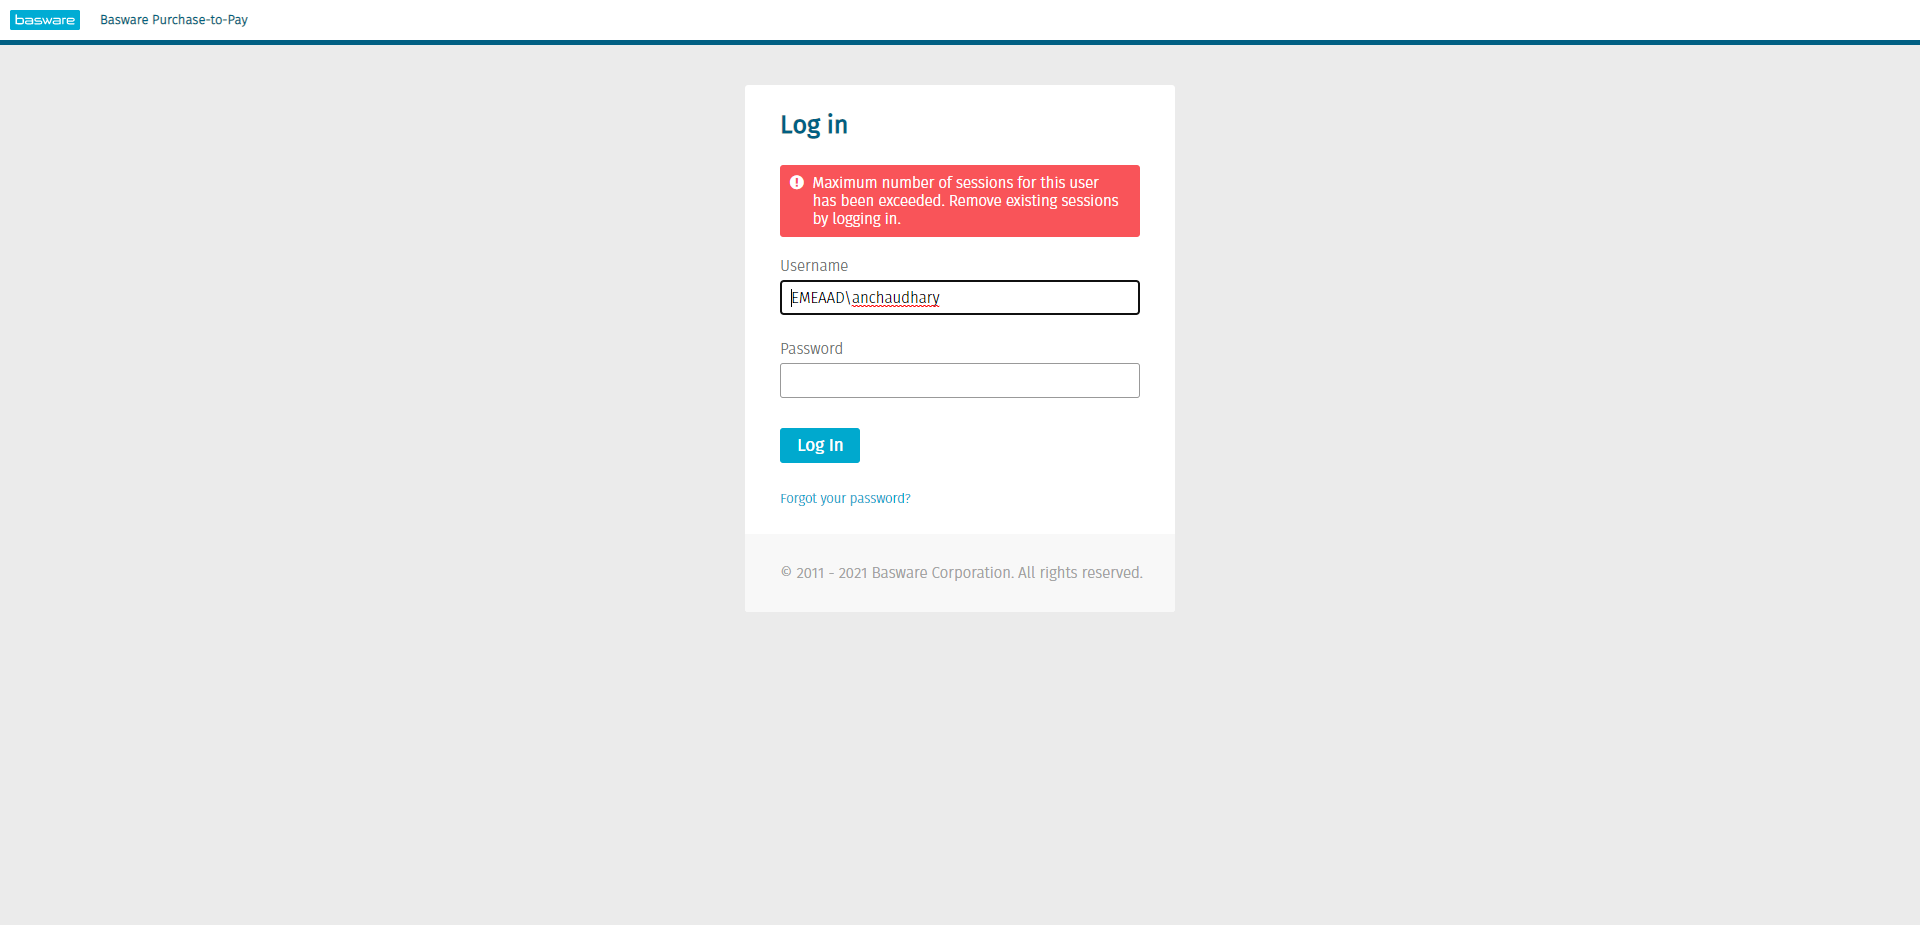 basware Basware Purchase-to-Pay
Log in
Maximum number of sessions for this user
has been exceeded. Remove existing sessions
by logging in.
Username
EMEAAD\anchaudhary
Password
Log In
Forgot your password?
© 2011 - 2021 Basware Corporation. All rights reserved.